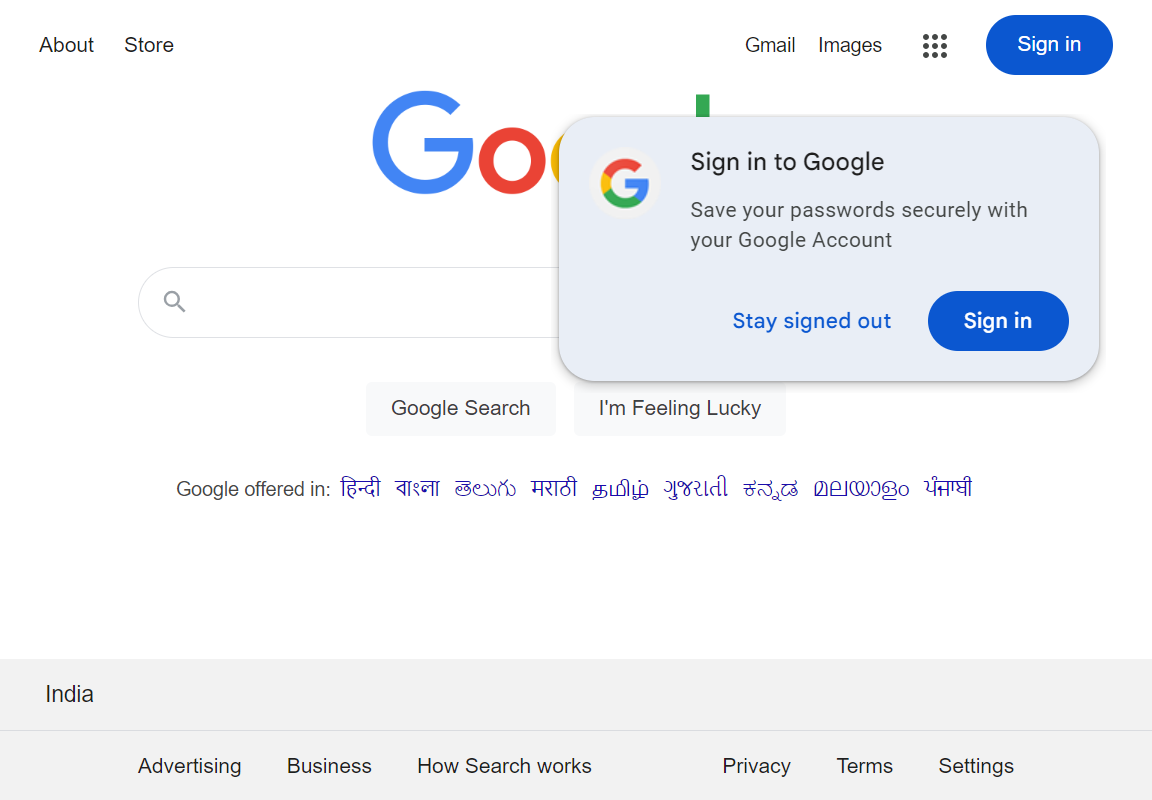 About Store Gmail Images Sign in
Sign in to Google
Save your passwords securely with
your Google Account
Stay signed out Sign in
Google Search I'm Feeling Lucky
Google offered in: हिन्दी বাংলা తెలుగు मराठी தமிழ் ગુજરાતી ಕನ್ನಡ മലയാളം ਪੰਜਾਬੀ
India
Advertising Business How Search works Privacy Terms Settings